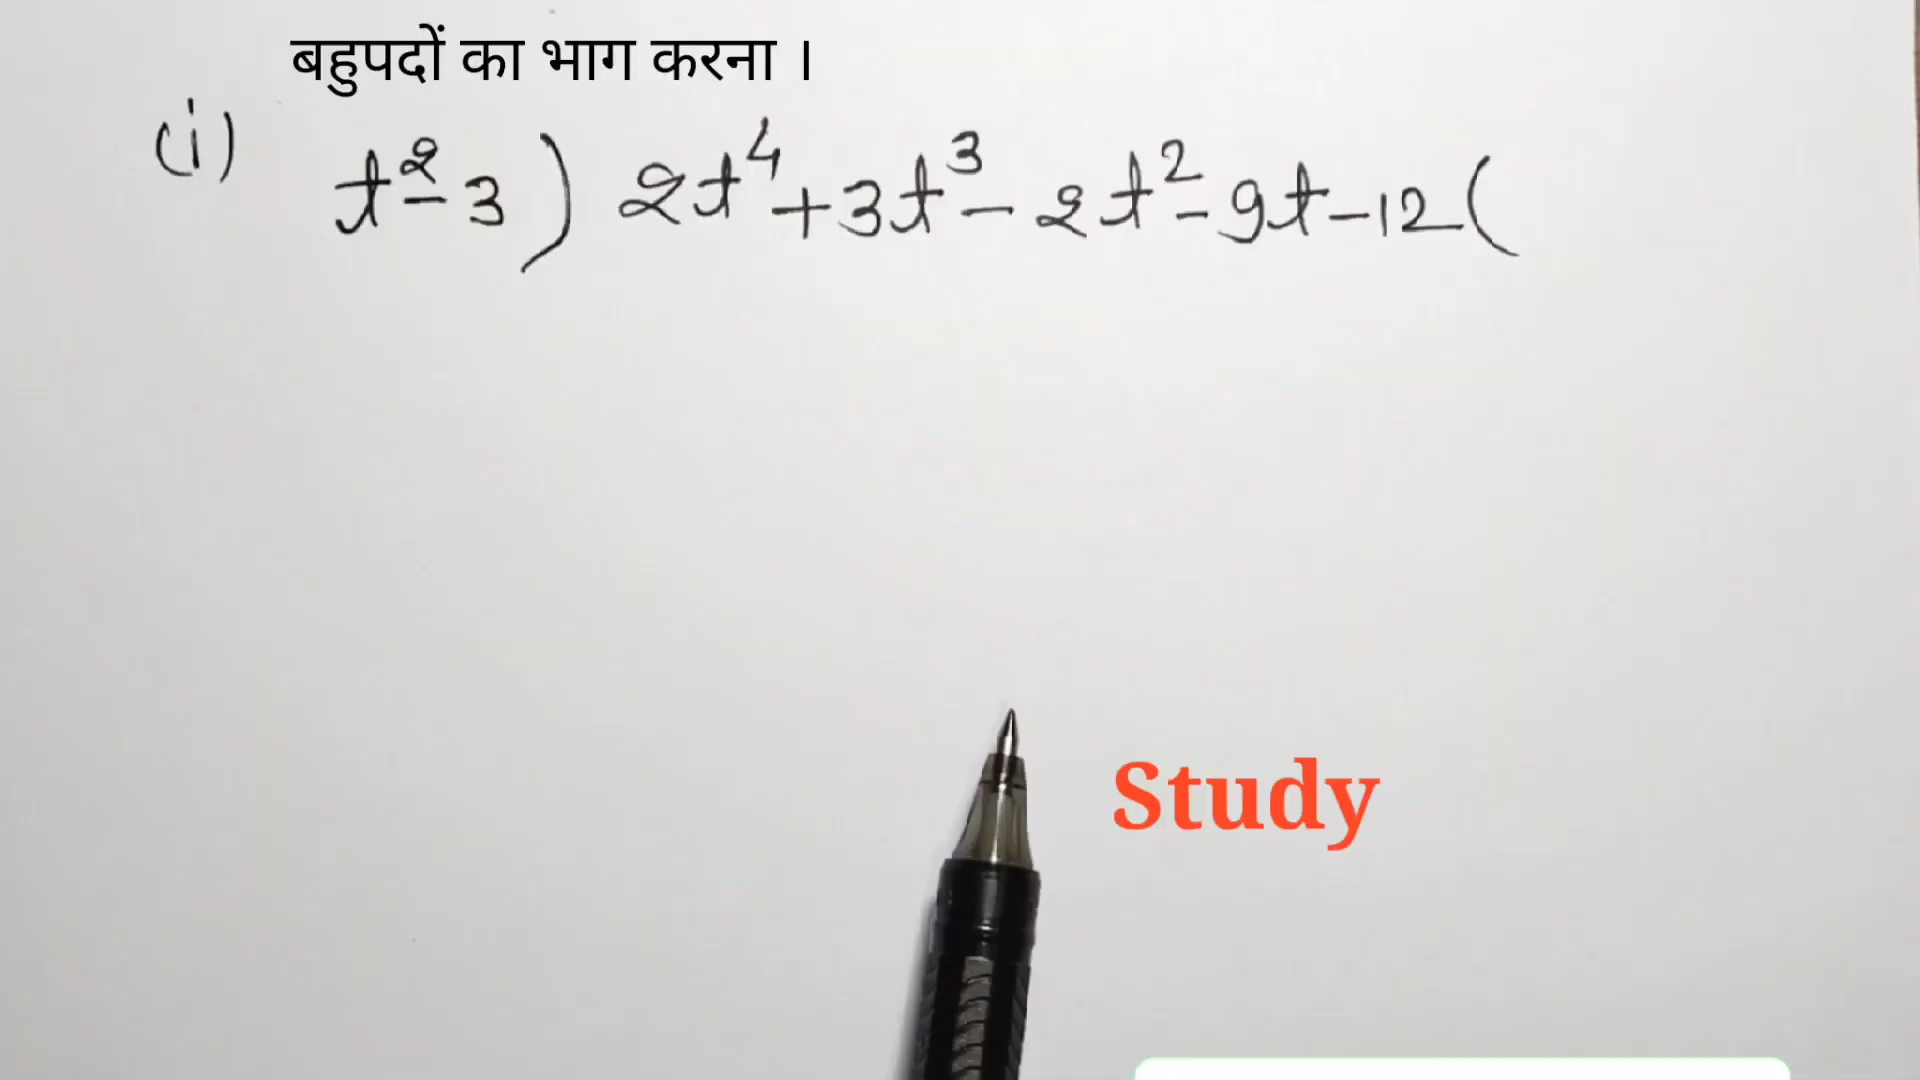 बहुपदों का भाग करना ।
(i) t²-3) 2t⁴+3t³-2t²-9t-12(
Study